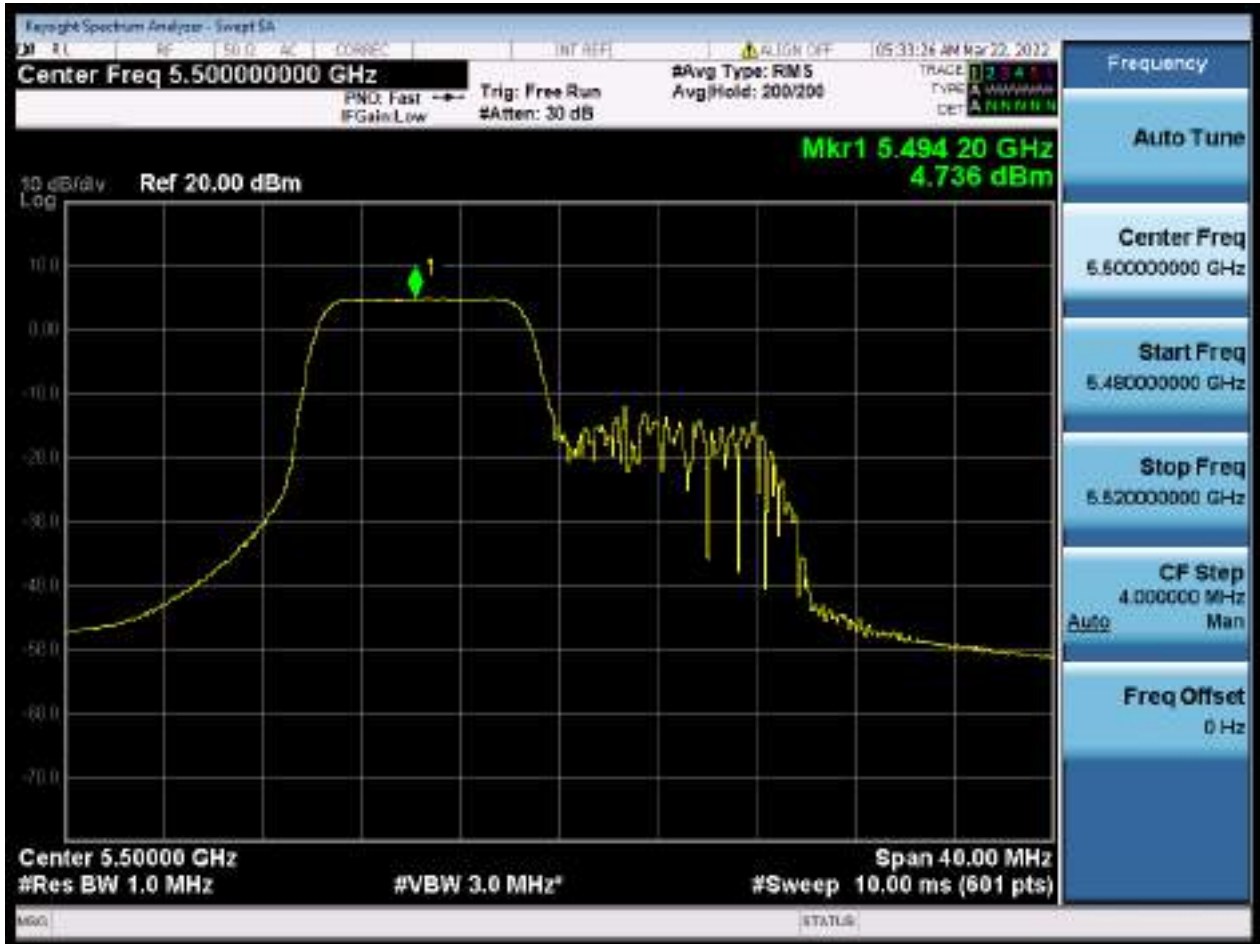 Keysight Spectrum Analyzer - Swept SA
RL RF 50 Ω AC CORREC INT REF ALIGN OFF 05:33:26 AM Mar 22, 2022
Center Freq 5.500000000 GHz
PNO: Fast
IFGain:Low
Trig: Free Run
#Atten: 30 dB
#Avg Type: RMS
Avg|Hold: 200/200
TRACE 1 2 3 4 5 6
TYPE A
DET A N N N N N
Mkr1 5.494 20 GHz
4.736 dBm
10 dB/div Ref 20.00 dBm
Log
10.0
0.00
-10.0
-20.0
-30.0
-40.0
-50.0
-60.0
-70.0
1
Center 5.50000 GHz
Span 40.00 MHz
#Res BW 1.0 MHz
#VBW 3.0 MHz*
#Sweep 10.00 ms (601 pts)
MSG
STATUS
Frequency
Auto Tune
Center Freq
5.500000000 GHz
Start Freq
5.480000000 GHz
Stop Freq
5.520000000 GHz
CF Step
4.000000 MHz
Auto Man
Freq Offset
0 Hz